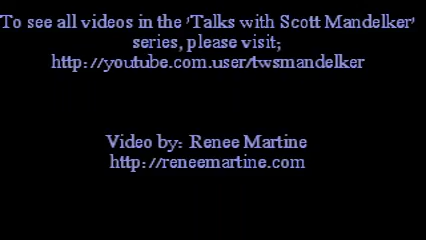 To see all videos in the 'Talks with Scott Mandelker'
series, please visit;
http://youtube.com.user/twsmandelker
Video by: Renee Martine
http://reneemartine.com